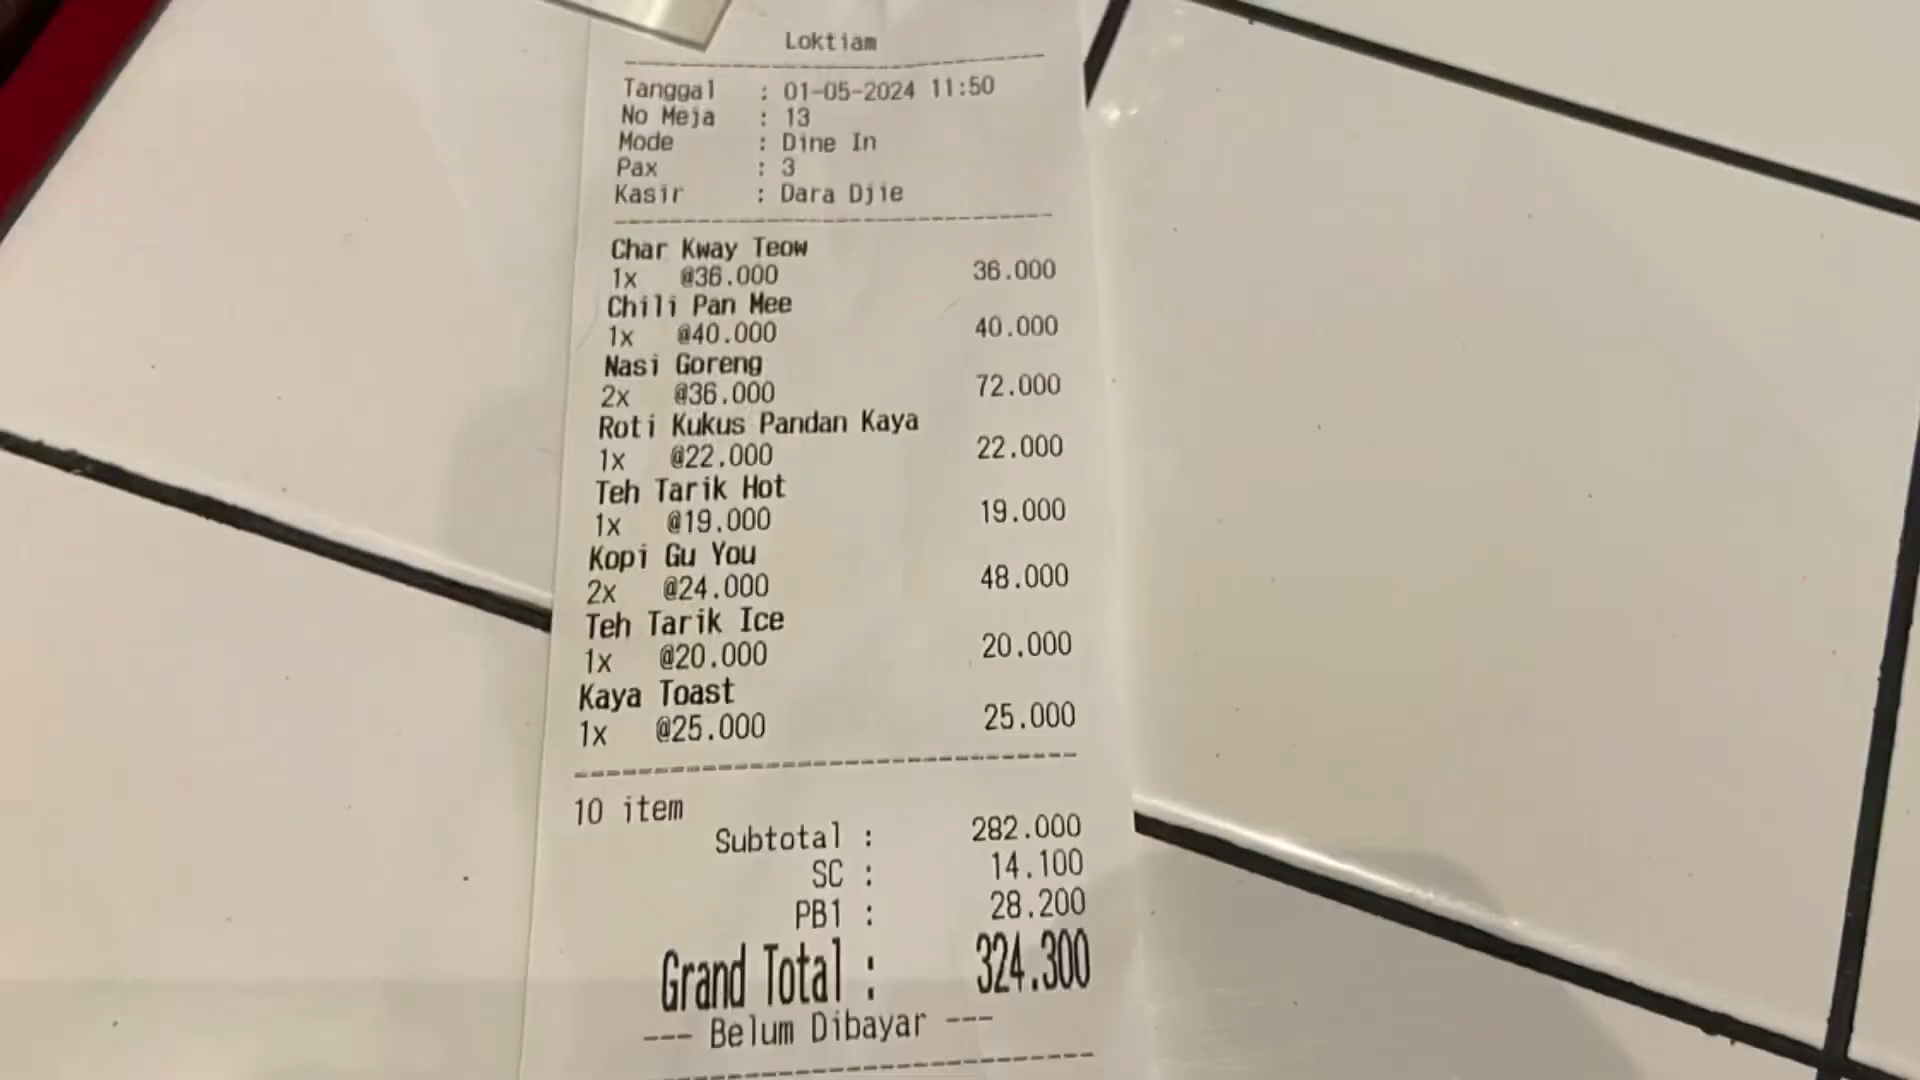 Loktiam
Tanggal : 01-05-2024 11:50
No Meja : 13
Mode : Dine In
Pax : 3
Kasir : Dara Djie
Char Kway Teow
1x @36.000 36.000
Chili Pan Mee
1x @40.000 40.000
Nasi Goreng
2x @36.000 72.000
Roti Kukus Pandan Kaya
1x @22.000 22.000
Teh Tarik Hot
1x @19.000 19.000
Kopi Gu You
2x @24.000 48.000
Teh Tarik Ice
1x @20.000 20.000
Kaya Toast
1x @25.000 25.000
10 item
Subtotal : 282.000
SC : 14.100
PB1 : 28.200
Grand Total : 324.300
--- Belum Dibayar ---